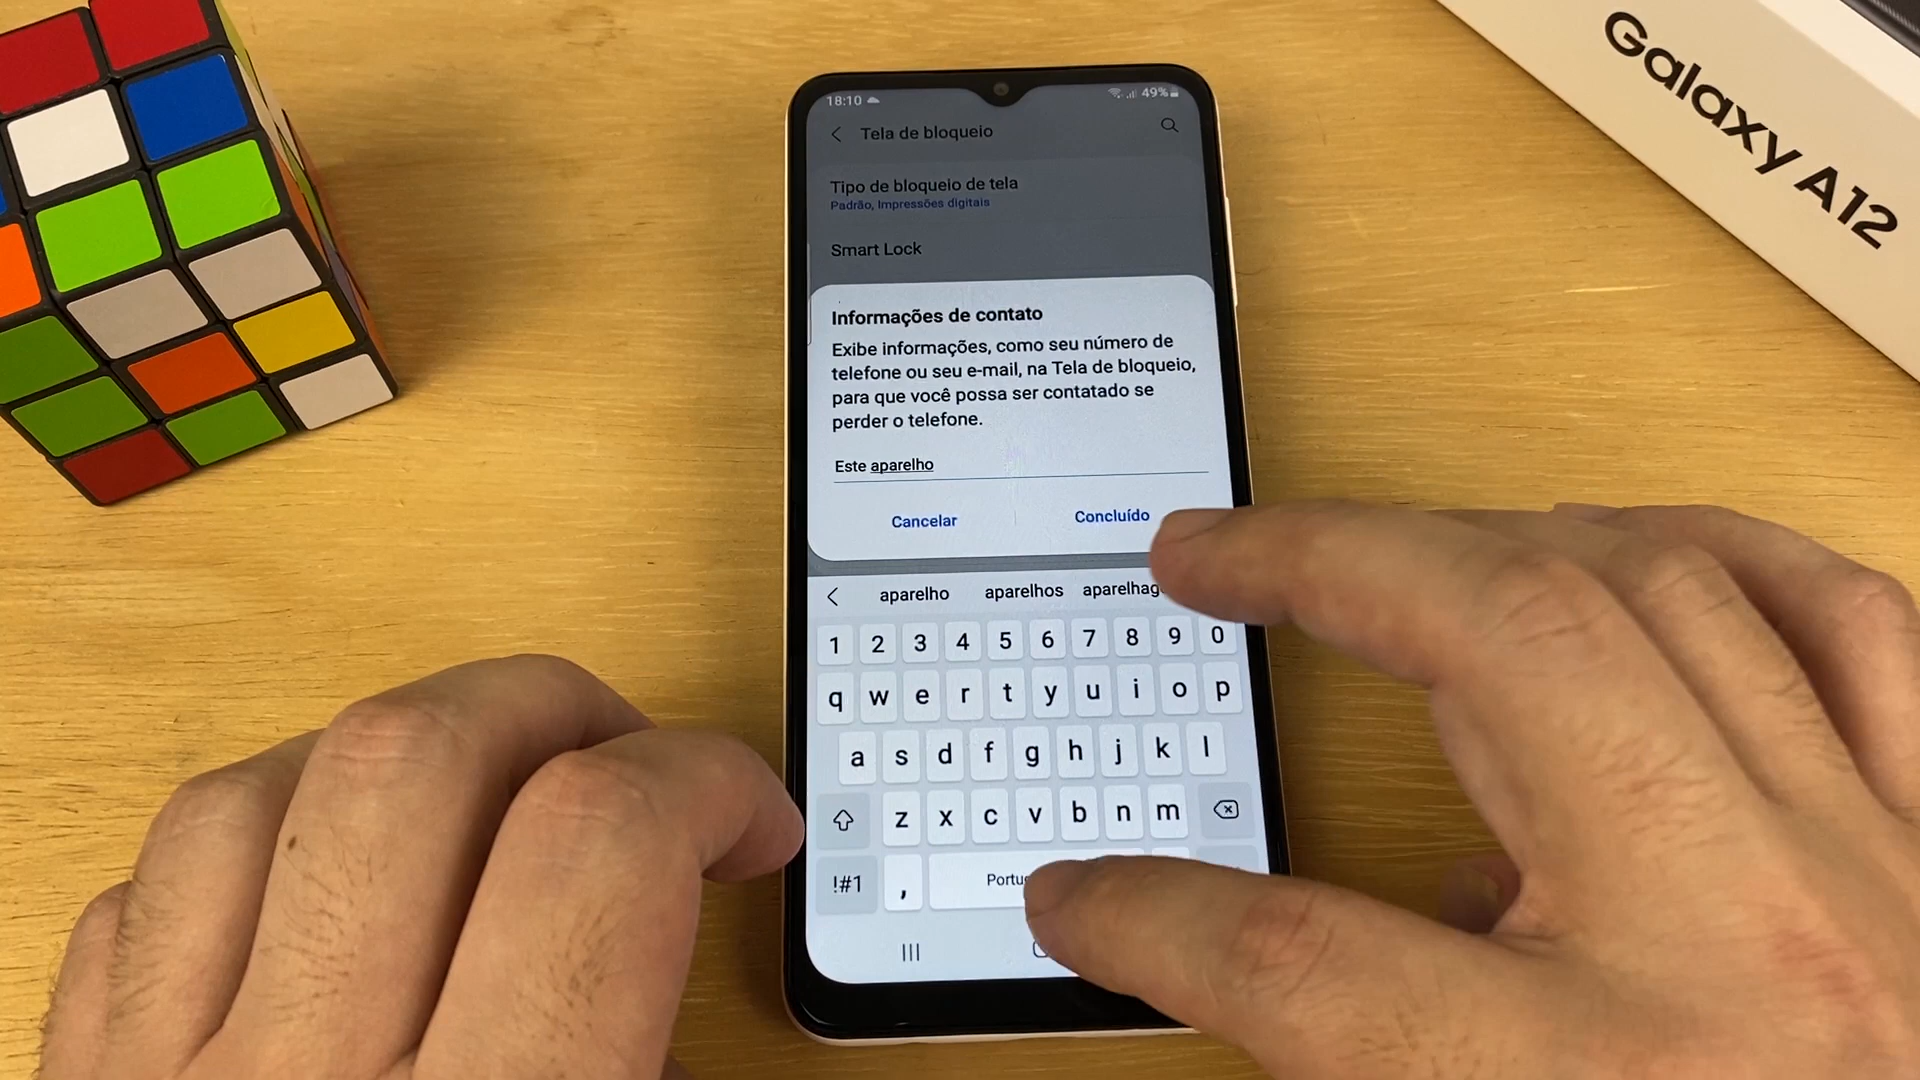 Galaxy A12
18:10
49%
Tela de bloqueio
Tipo de bloqueio de tela
Padrão, Impressões digitais
Smart Lock
Informações de contato
Exibe informações, como seu número de
telefone ou seu e-mail, na Tela de bloqueio,
para que você possa ser contatado se
perder o telefone.
Este aparelho
Cancelar Concluído
aparelho aparelhos
1 2 3 4 5 6 7 8 9 0
q w e r t y u i o p
a s d f g h j k l
z x c v b n m
!#1 ,